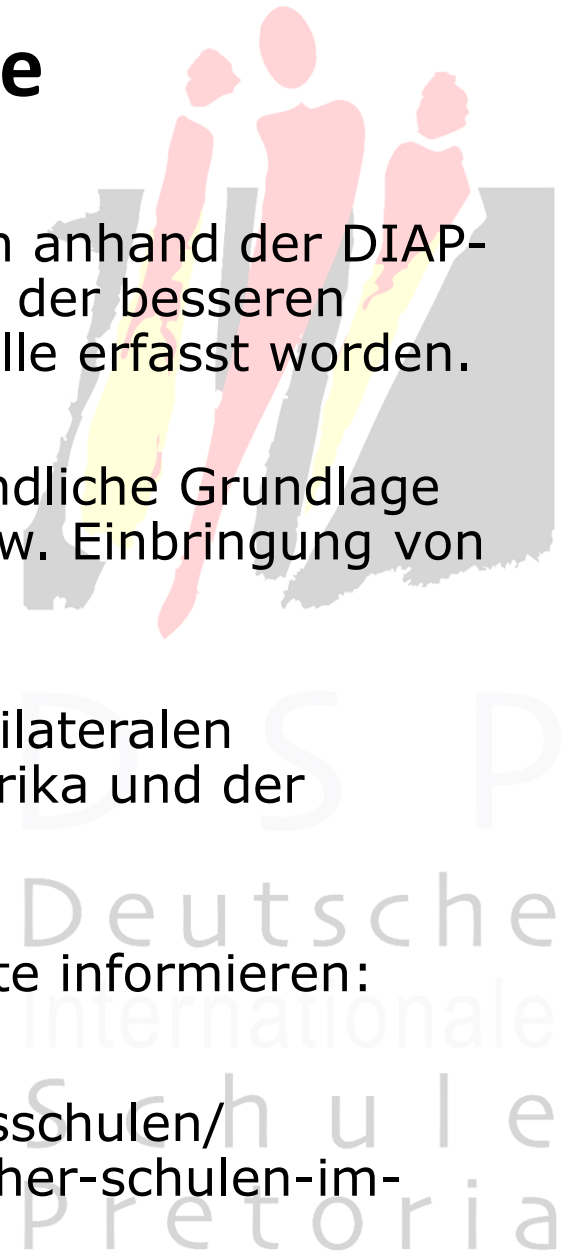 e
n anhand der DIAP-
der besseren
lle erfasst worden.
ndliche Grundlage
w. Einbringung von
ilateralen
rika und der
te informieren:
sschulen/
her-schulen-im-
D S P
Deutsche
Internationale
Schule
Pretoria